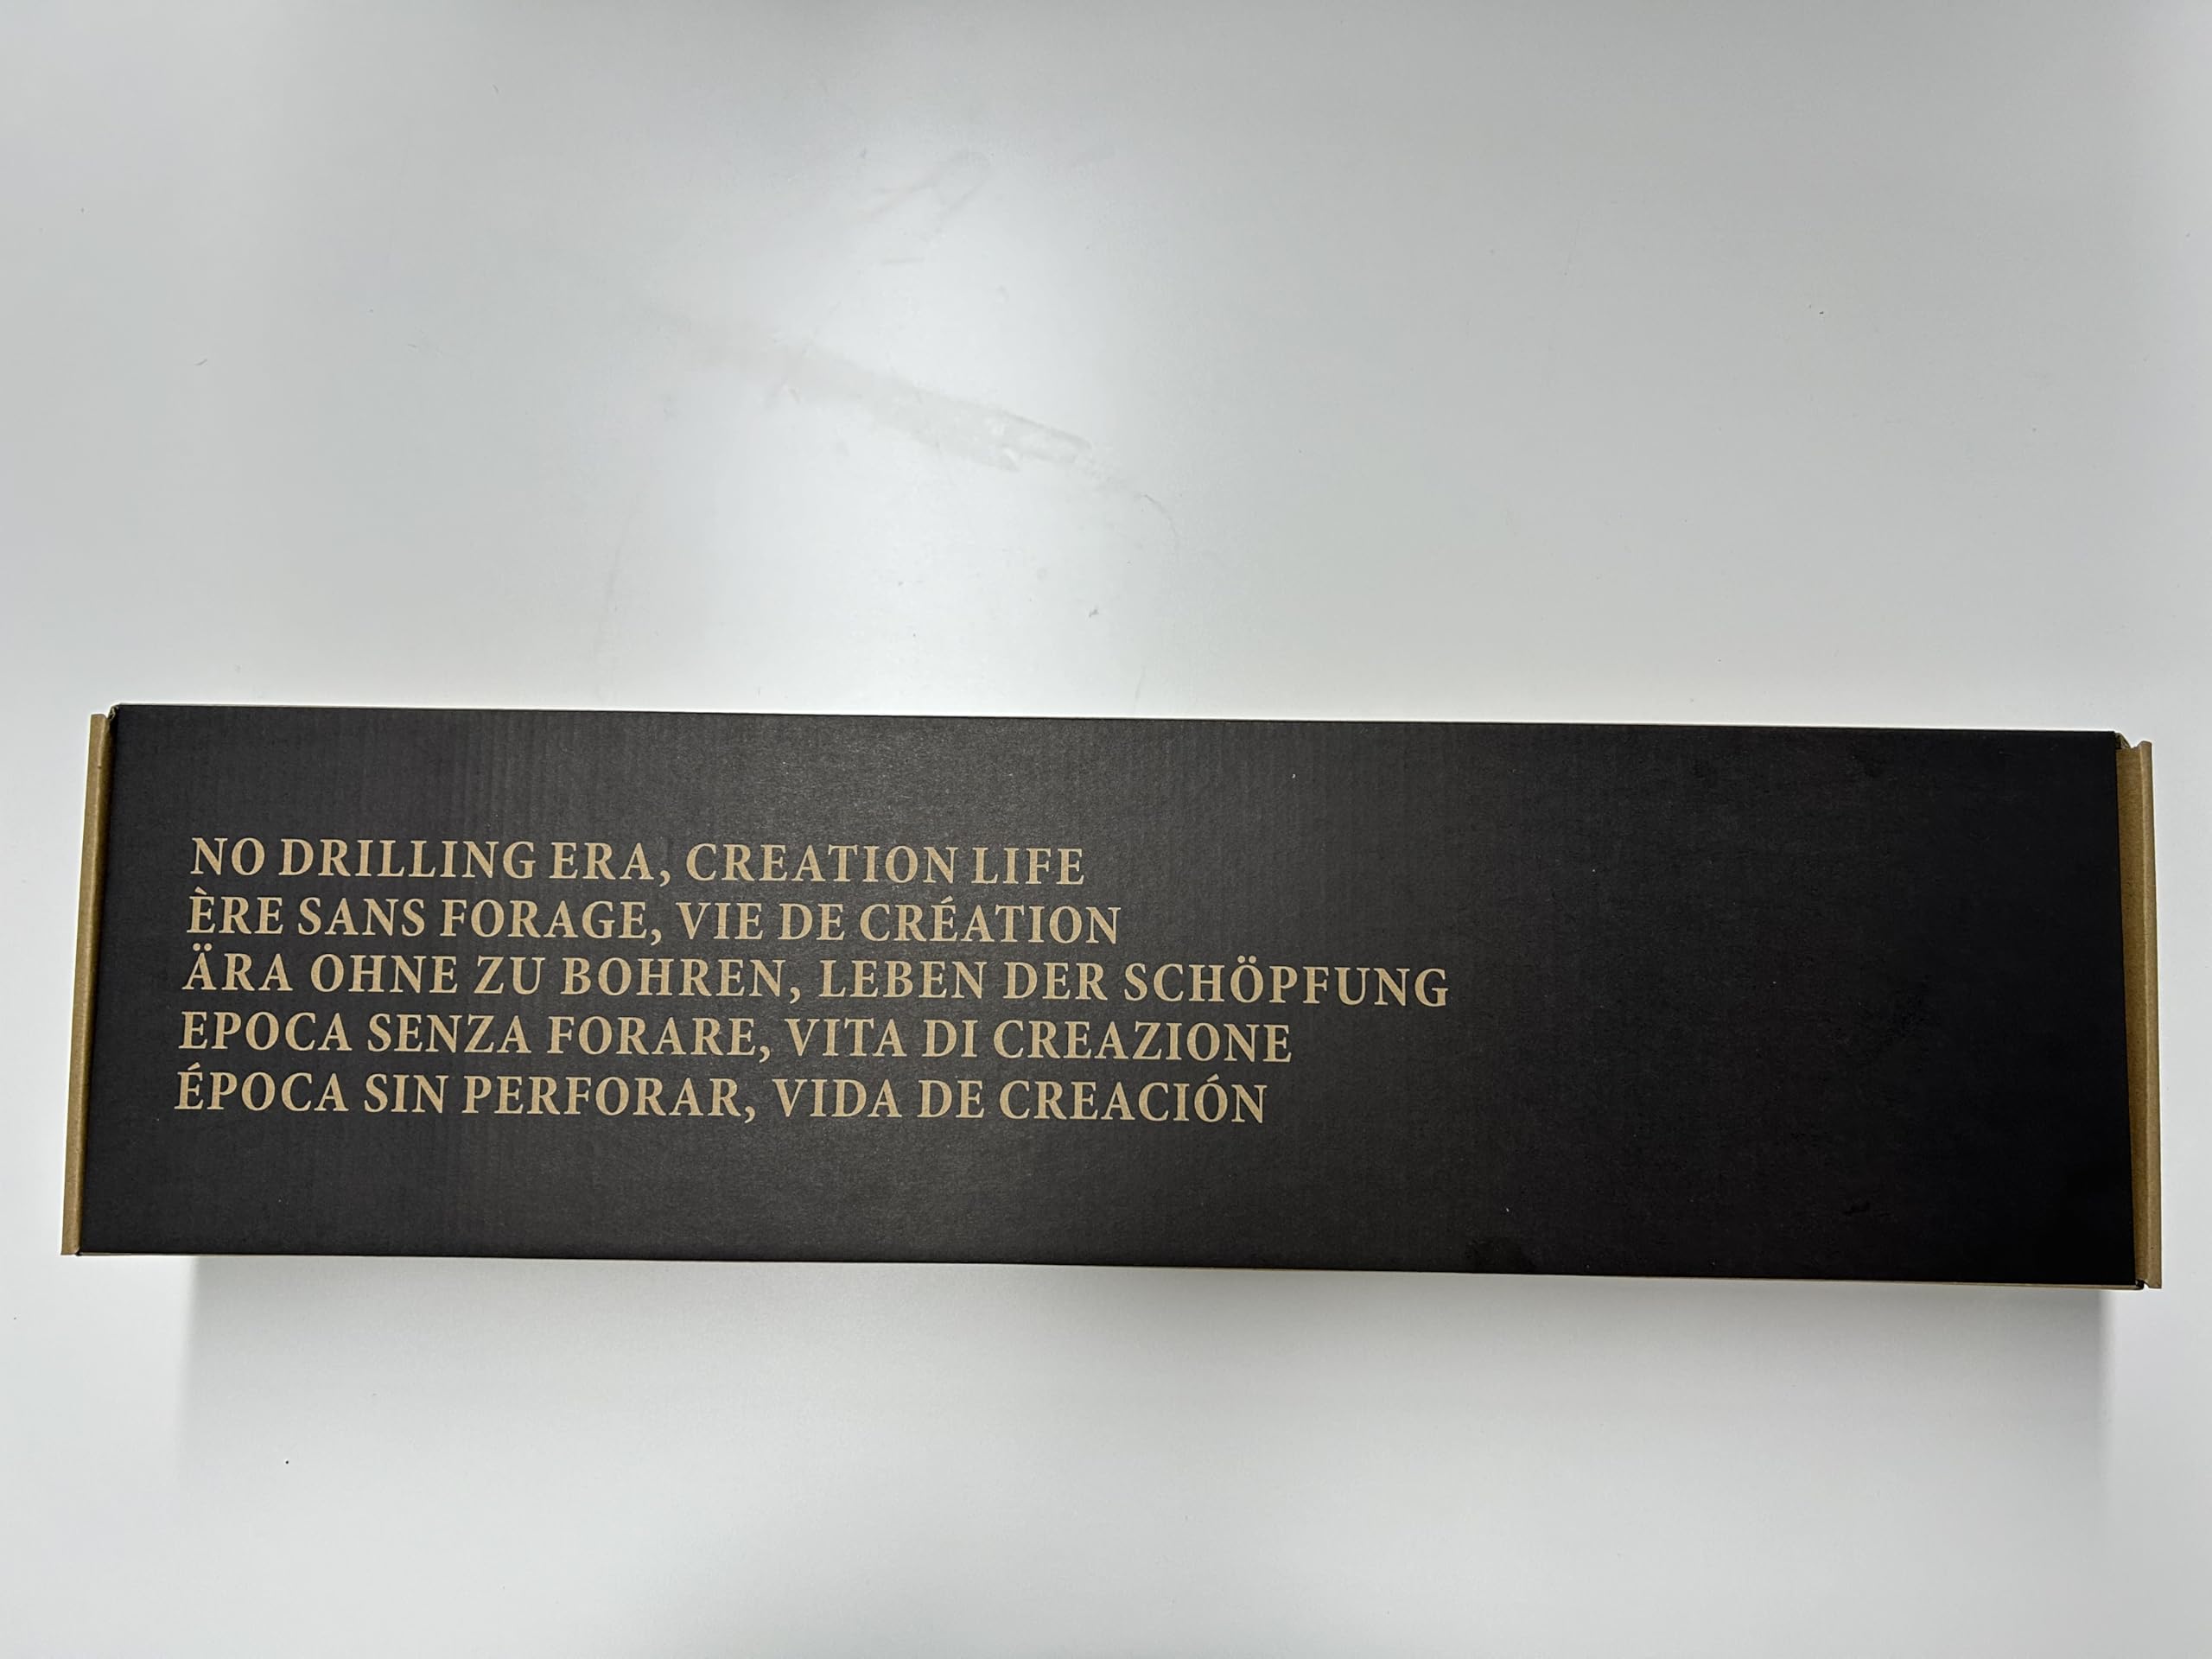 NO DRILLING ERA, CREATION LIFE
ÈRE SANS FORAGE, VIE DE CRÉATION
ÄRA OHNE ZU BOHREN, LEBEN DER SCHÖPFUNG
EPOCA SENZA FORARE, VITA DI CREAZIONE
ÉPOCA SIN PERFORAR, VIDA DE CREACIÓN